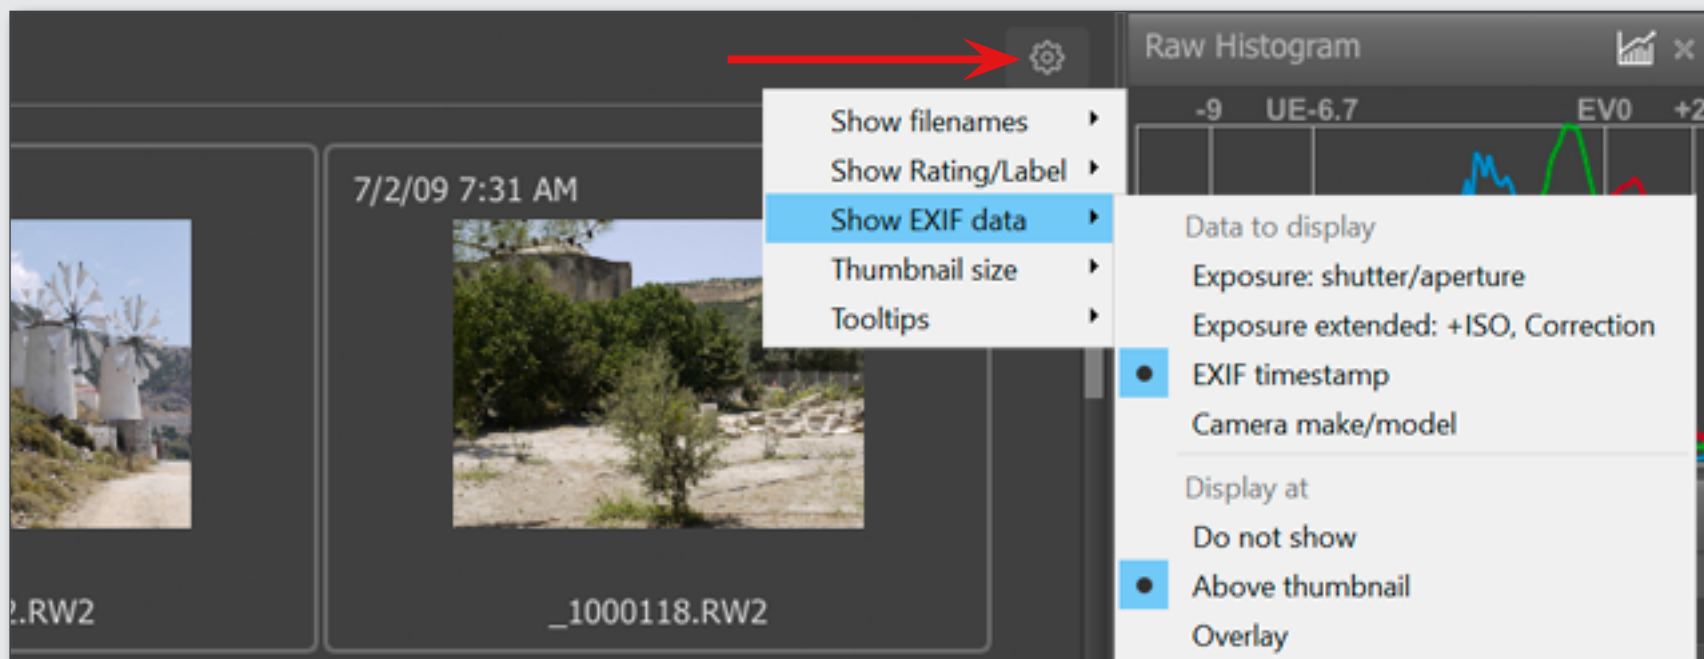 Raw Histogram
-9 UE-6.7 EV0 +2
7/2/09 7:31 AM
Show filenames
Show Rating/Label
Show EXIF data
Thumbnail size
Tooltips
Data to display
Exposure: shutter/aperture
Exposure extended: +ISO, Correction
EXIF timestamp
Camera make/model
Display at
Do not show
Above thumbnail
Overlay
2.RW2
_1000118.RW2